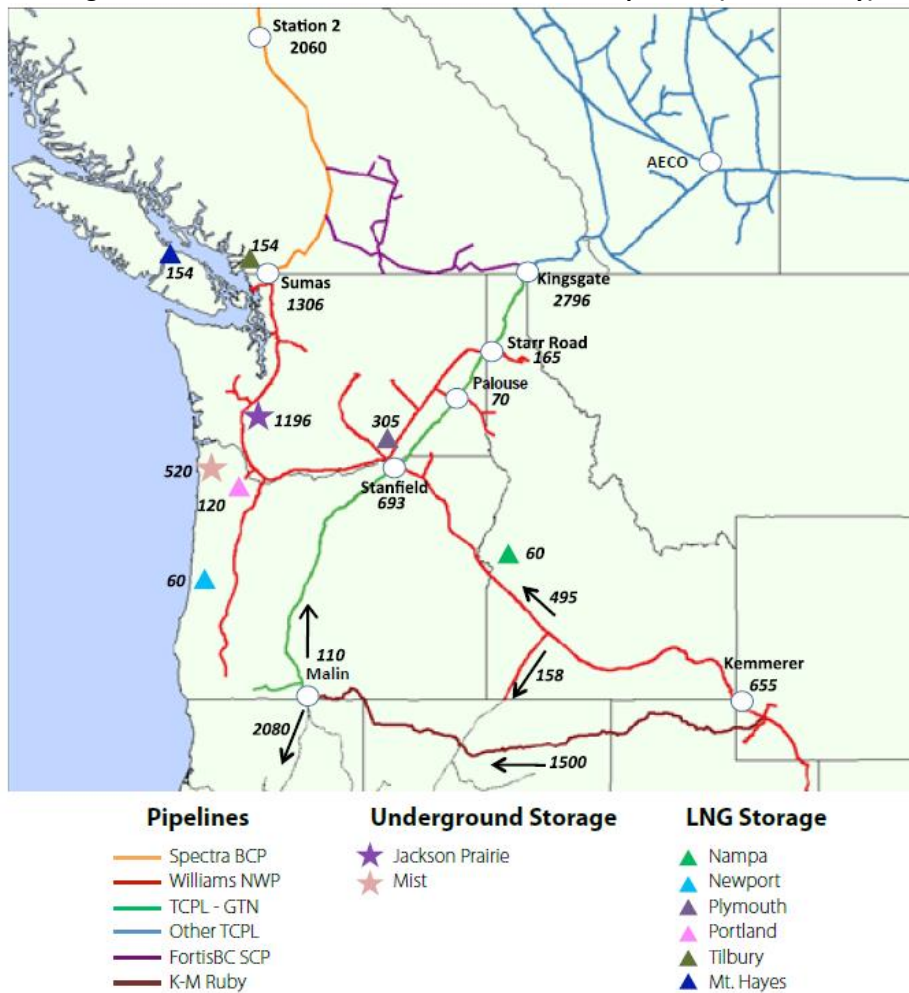 Station 2
2060
AECO
154
154
Sumas
1306
Kingsgate
2796
Starr Road
165
Palouse
70
1196
305
520
120
Stanfield
693
60
60
495
110
Malin
158
Kemmerer
655
2080
1500
Pipelines
Spectra BCP
Williams NWP
TCPL - GTN
Other TCPL
FortisBC SCP
K-M Ruby
Underground Storage
Jackson Prairie
Mist
LNG Storage
Nampa
Newport
Plymouth
Portland
Tilbury
Mt. Hayes